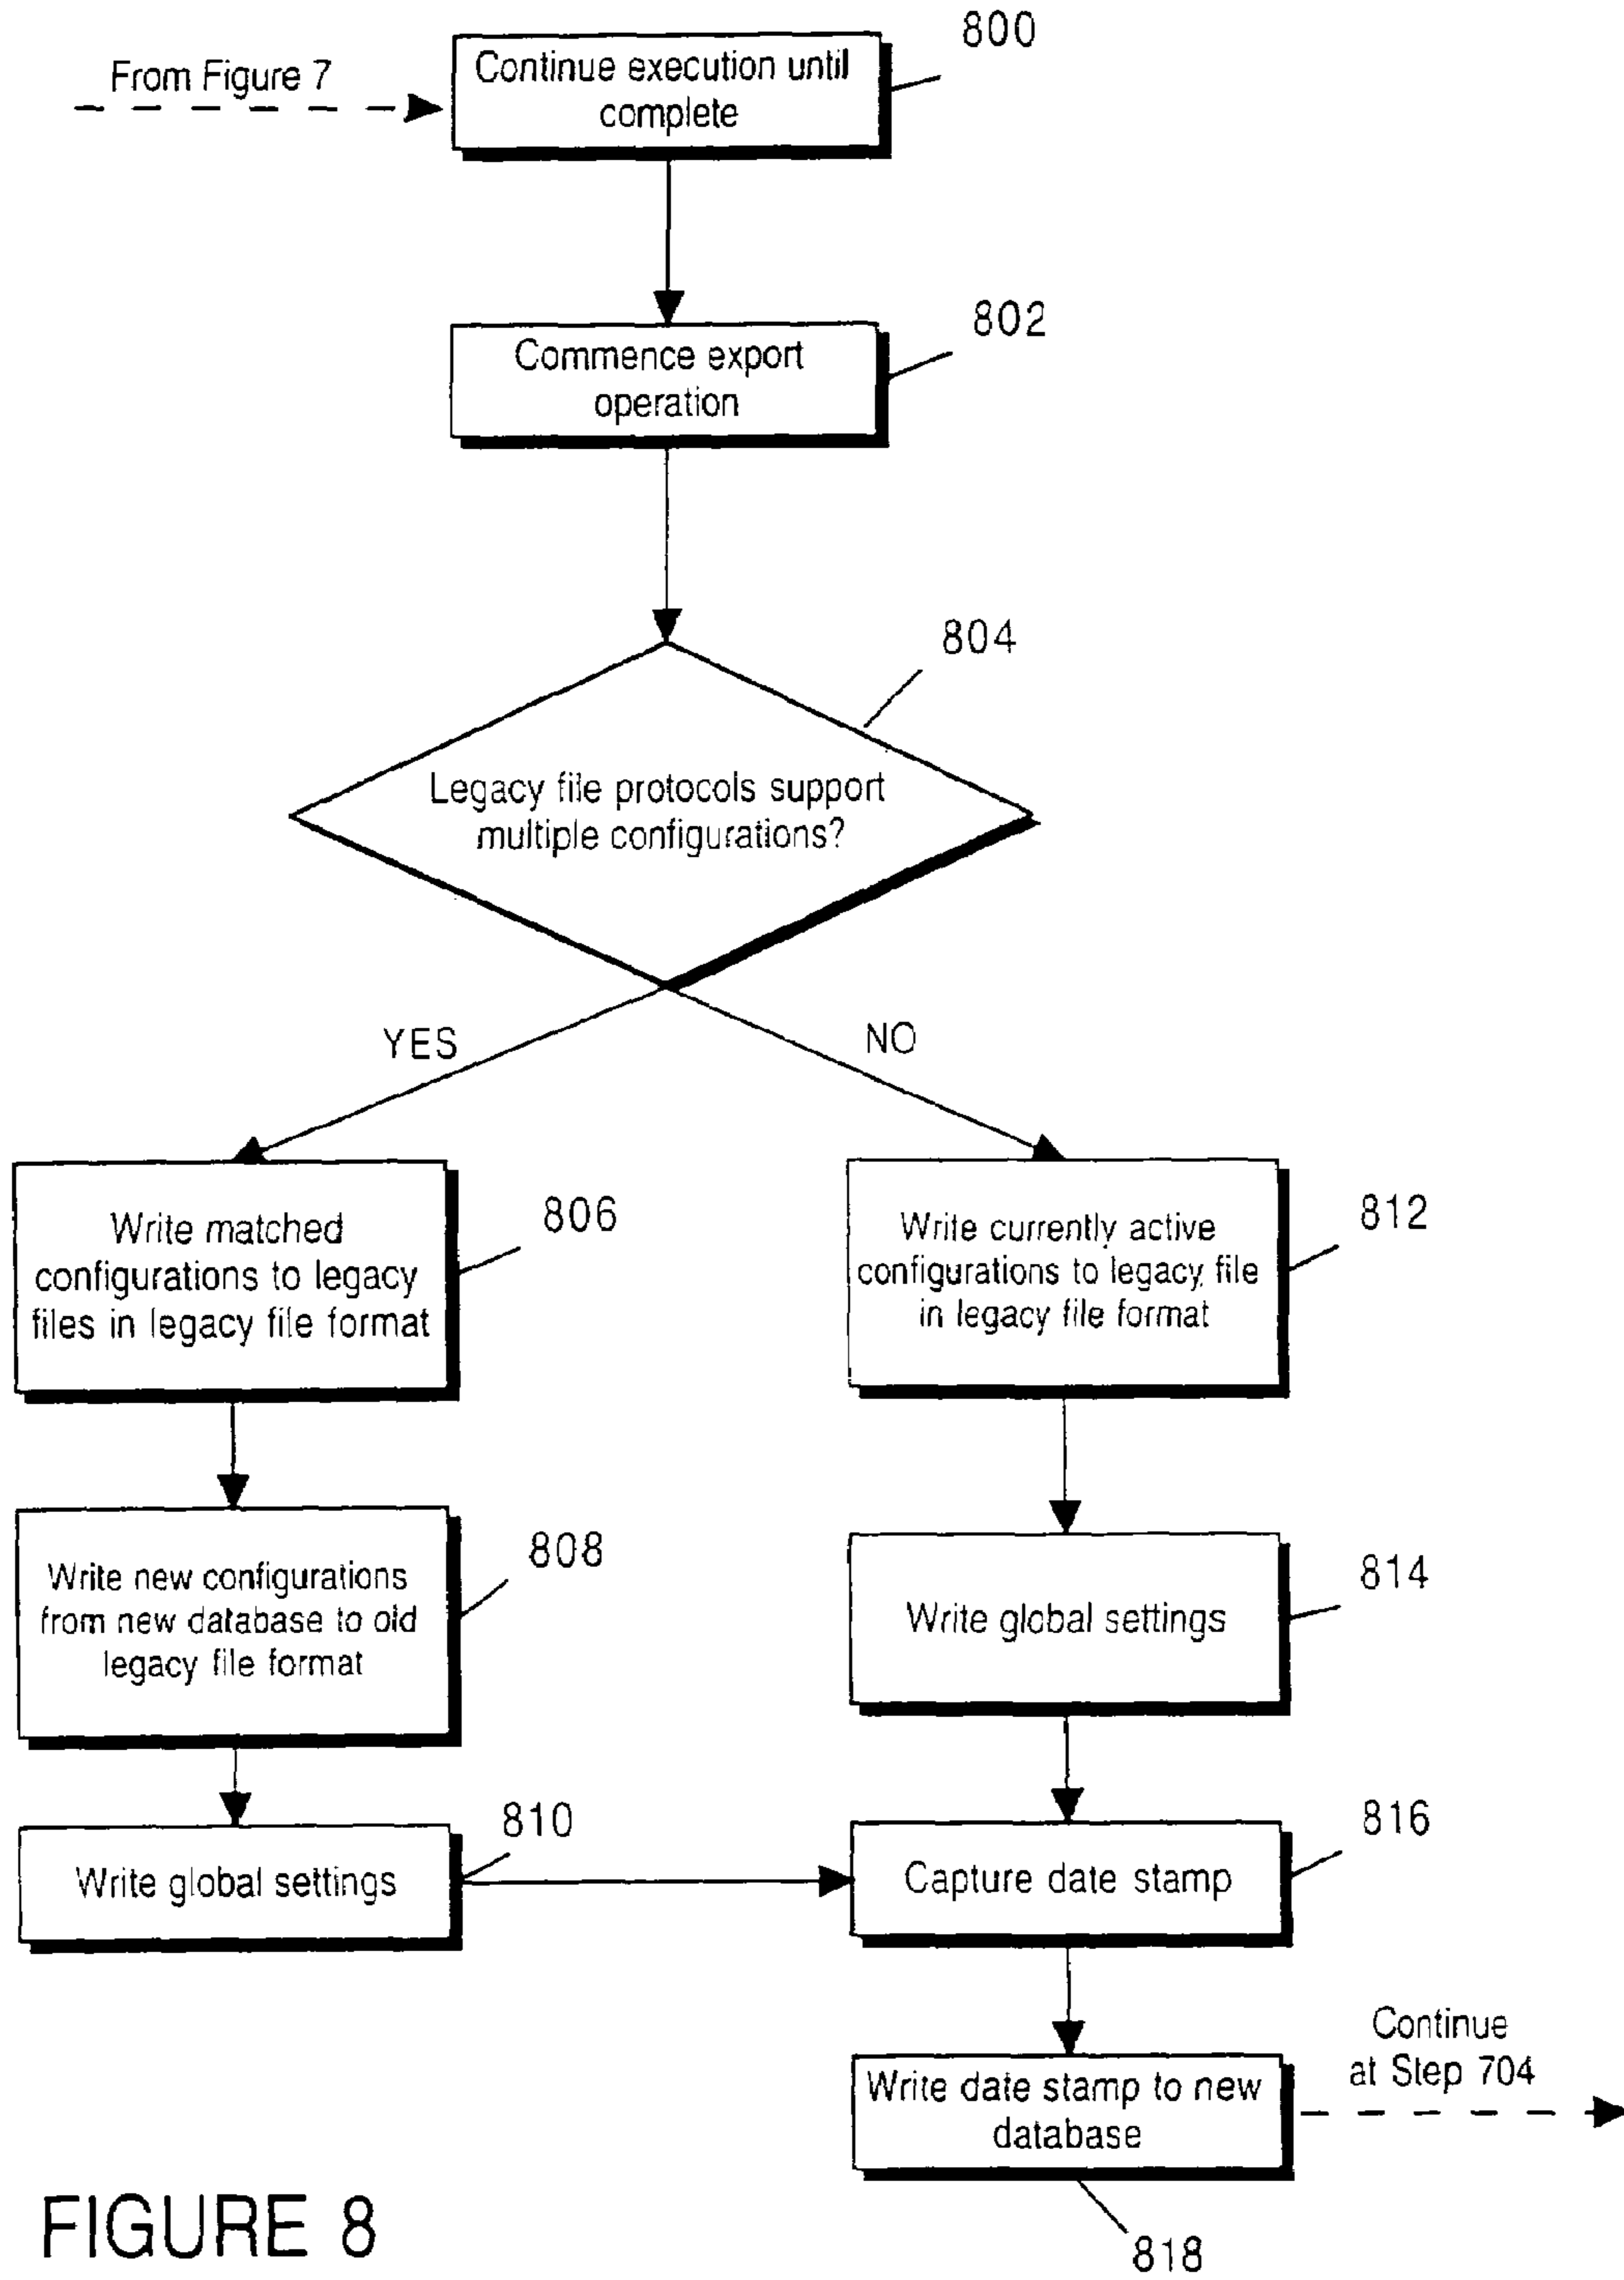 800
From Figure 7
Continue execution until
complete
802
Commence export
operation
804
Legacy file protocols support
multiple configurations?
YES
NO
806
Write matched
configurations to legacy
files in legacy file format
812
Write currently active
configurations to legacy file
in legacy file format
808
Write new configurations
from new database to old
legacy file format
814
Write global settings
810
Write global settings
816
Capture date stamp
Continue
at Step 704
Write date stamp to new
database
818
FIGURE 8